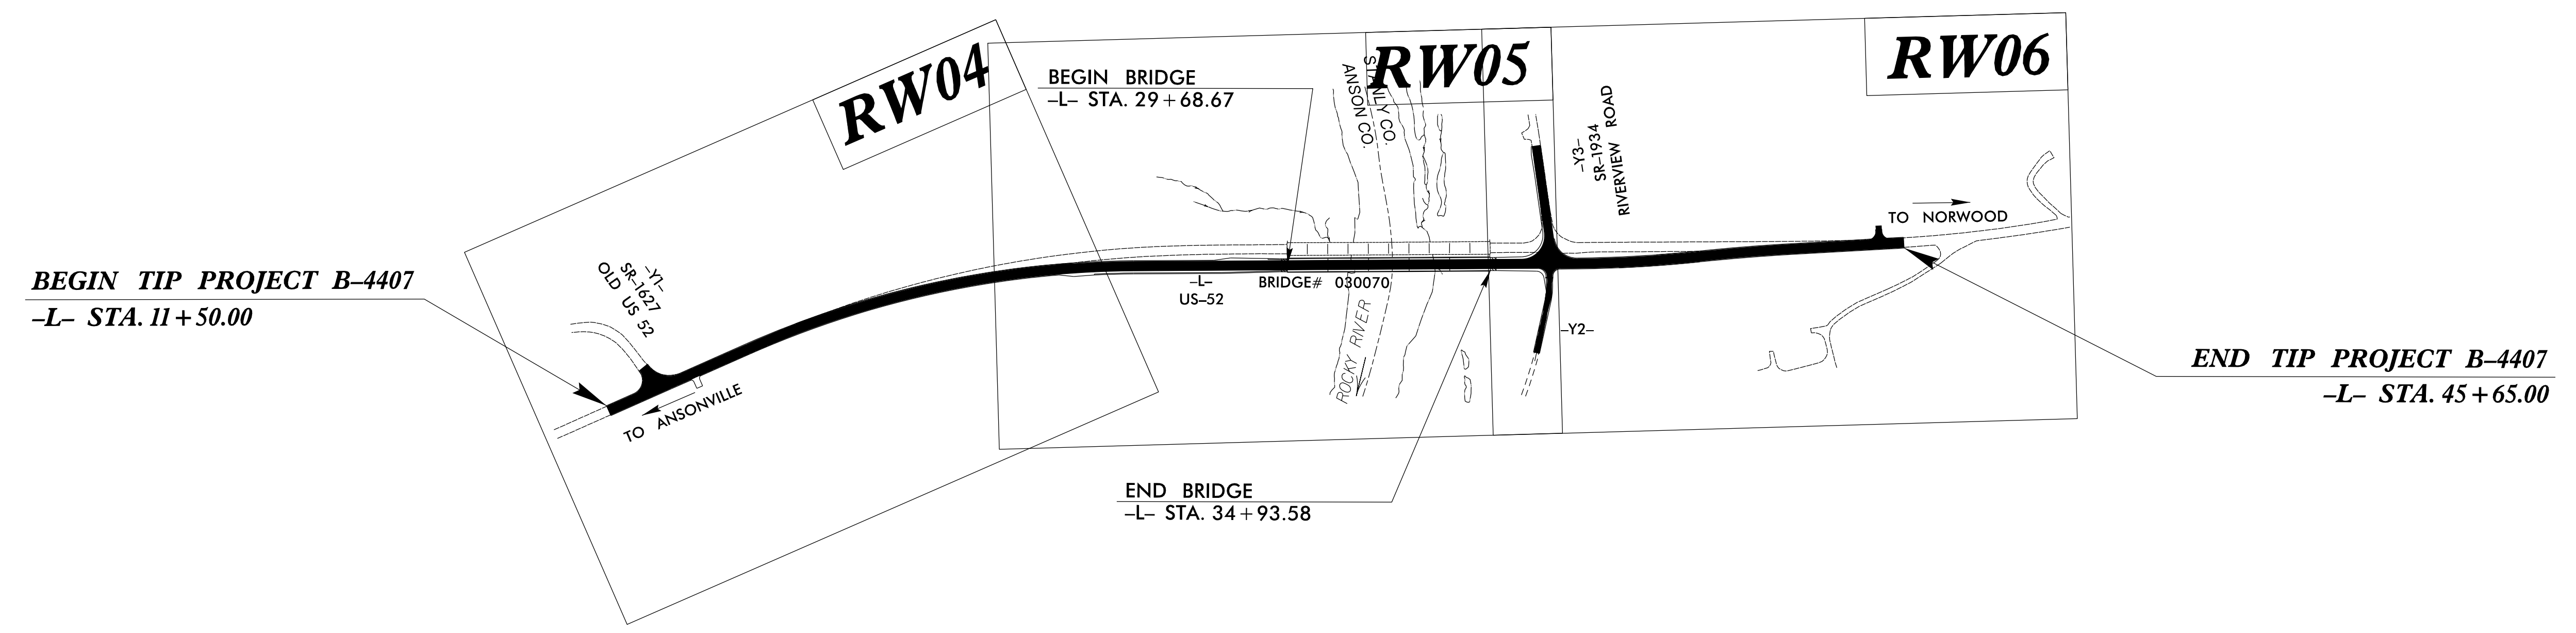 RW04
RW05
RW06
BEGIN BRIDGE
–L– STA. 29+68.67
ANSON CO.
STANLY CO.
–Y3–
SR–1934
RIVERVIEW ROAD
TO NORWOOD
BEGIN TIP PROJECT B–4407
–L– STA. 11+50.00
–Y1–
SR–1627
OLD US 52
–L–
US–52
BRIDGE# 030070
ROCKY RIVER
–Y2–
TO ANSONVILLE
END TIP PROJECT B–4407
–L– STA. 45+65.00
END BRIDGE
–L– STA. 34+93.58